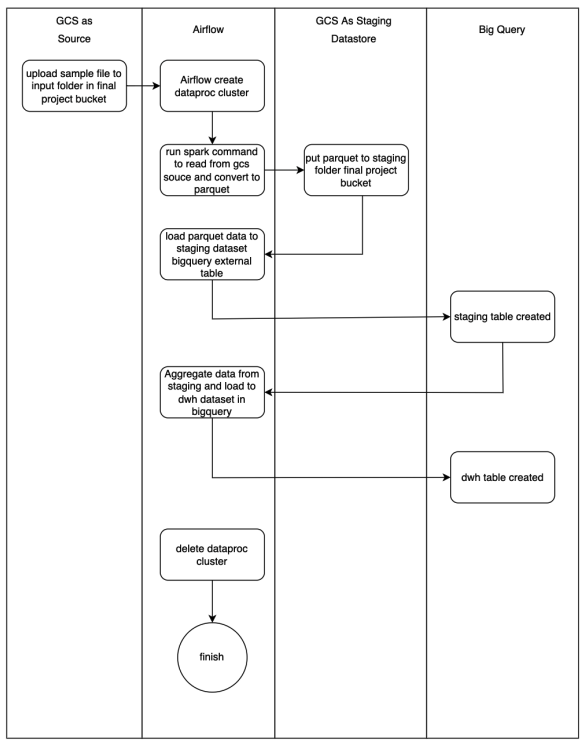 GCS as
Source
Airflow
GCS As Staging
Datastore
Big Query
upload sample file to
input folder in final
project bucket
Airflow create
dataproc cluster
run spark command
to read from gcs
souce and convert to
parquet
put parquet to staging
folder final project
bucket
load parquet data to
staging dataset
bigquery external
table
staging table created
Aggregate data from
staging and load to
dwh dataset in
bigquery
dwh table created
delete dataproc
cluster
finish